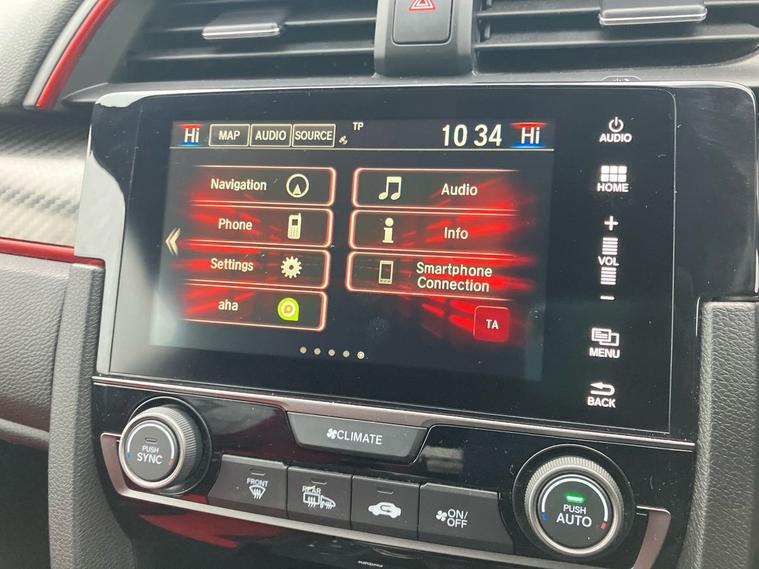 Hi MAP AUDIO SOURCE TP 10 34 Hi
AUDIO
HOME
+
VOL
−
MENU
BACK
Navigation
Audio
Phone
Info
Settings
Smartphone
Connection
aha
TA
CLIMATE
PUSH
SYNC
FRONT
REAR
ON/
OFF
PUSH
AUTO